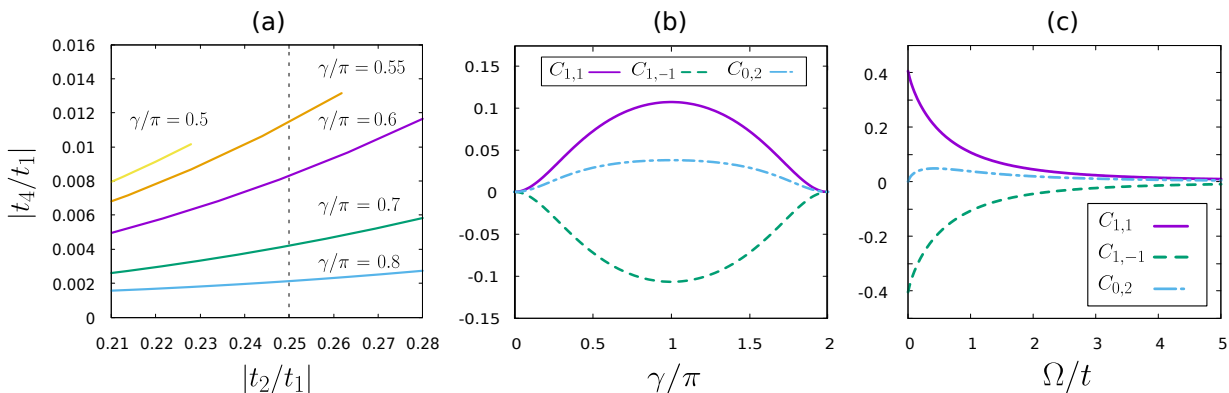 (a)
0.016
0.014
0.012
0.01
0.008
0.006
0.004
0.002
0
|t₄/t₁|
γ/π = 0.55
γ/π = 0.5
γ/π = 0.6
γ/π = 0.7
γ/π = 0.8
0.21 0.22 0.23 0.24 0.25 0.26 0.27 0.28
|t₂/t₁|
(b)
0.15
0.1
0.05
0
-0.05
-0.1
-0.15
C₁,₁ C₁,₋₁ C₀,₂
0 0.5 1 1.5 2
γ/π
(c)
0.4
0.2
0
-0.2
-0.4
C₁,₁
C₁,₋₁
C₀,₂
0 1 2 3 4 5
Ω/t